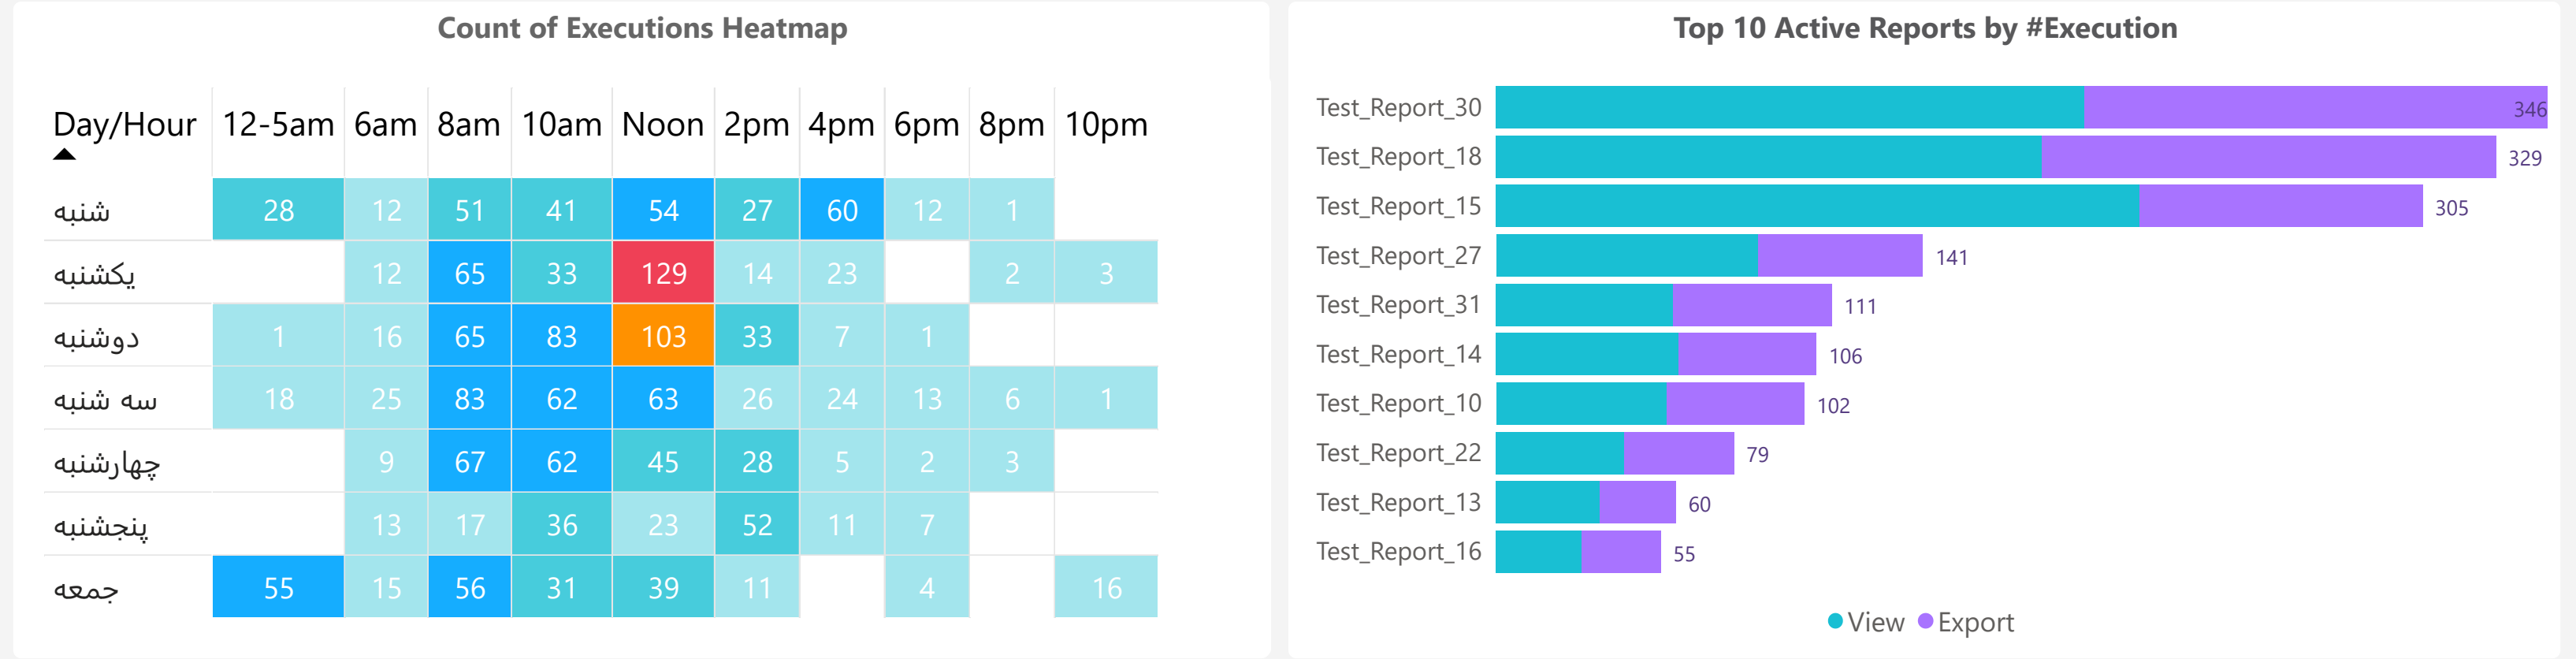 Count of Executions Heatmap
Day/Hour 12-5am 6am 8am 10am Noon 2pm 4pm 6pm 8pm 10pm
شنبه 28 12 51 41 54 27 60 12 1
یکشنبه 12 65 33 129 14 23 2 3
دوشنبه 1 16 65 83 103 33 7 1
سه شنبه 18 25 83 62 63 26 24 13 6 1
چهارشنبه 9 67 62 45 28 5 2 3
پنجشنبه 13 17 36 23 52 11 7
جمعه 55 15 56 31 39 11 4 16
Top 10 Active Reports by #Execution
Test_Report_30 346
Test_Report_18 329
Test_Report_15 305
Test_Report_27 141
Test_Report_31 111
Test_Report_14 106
Test_Report_10 102
Test_Report_22 79
Test_Report_13 60
Test_Report_16 55
View Export